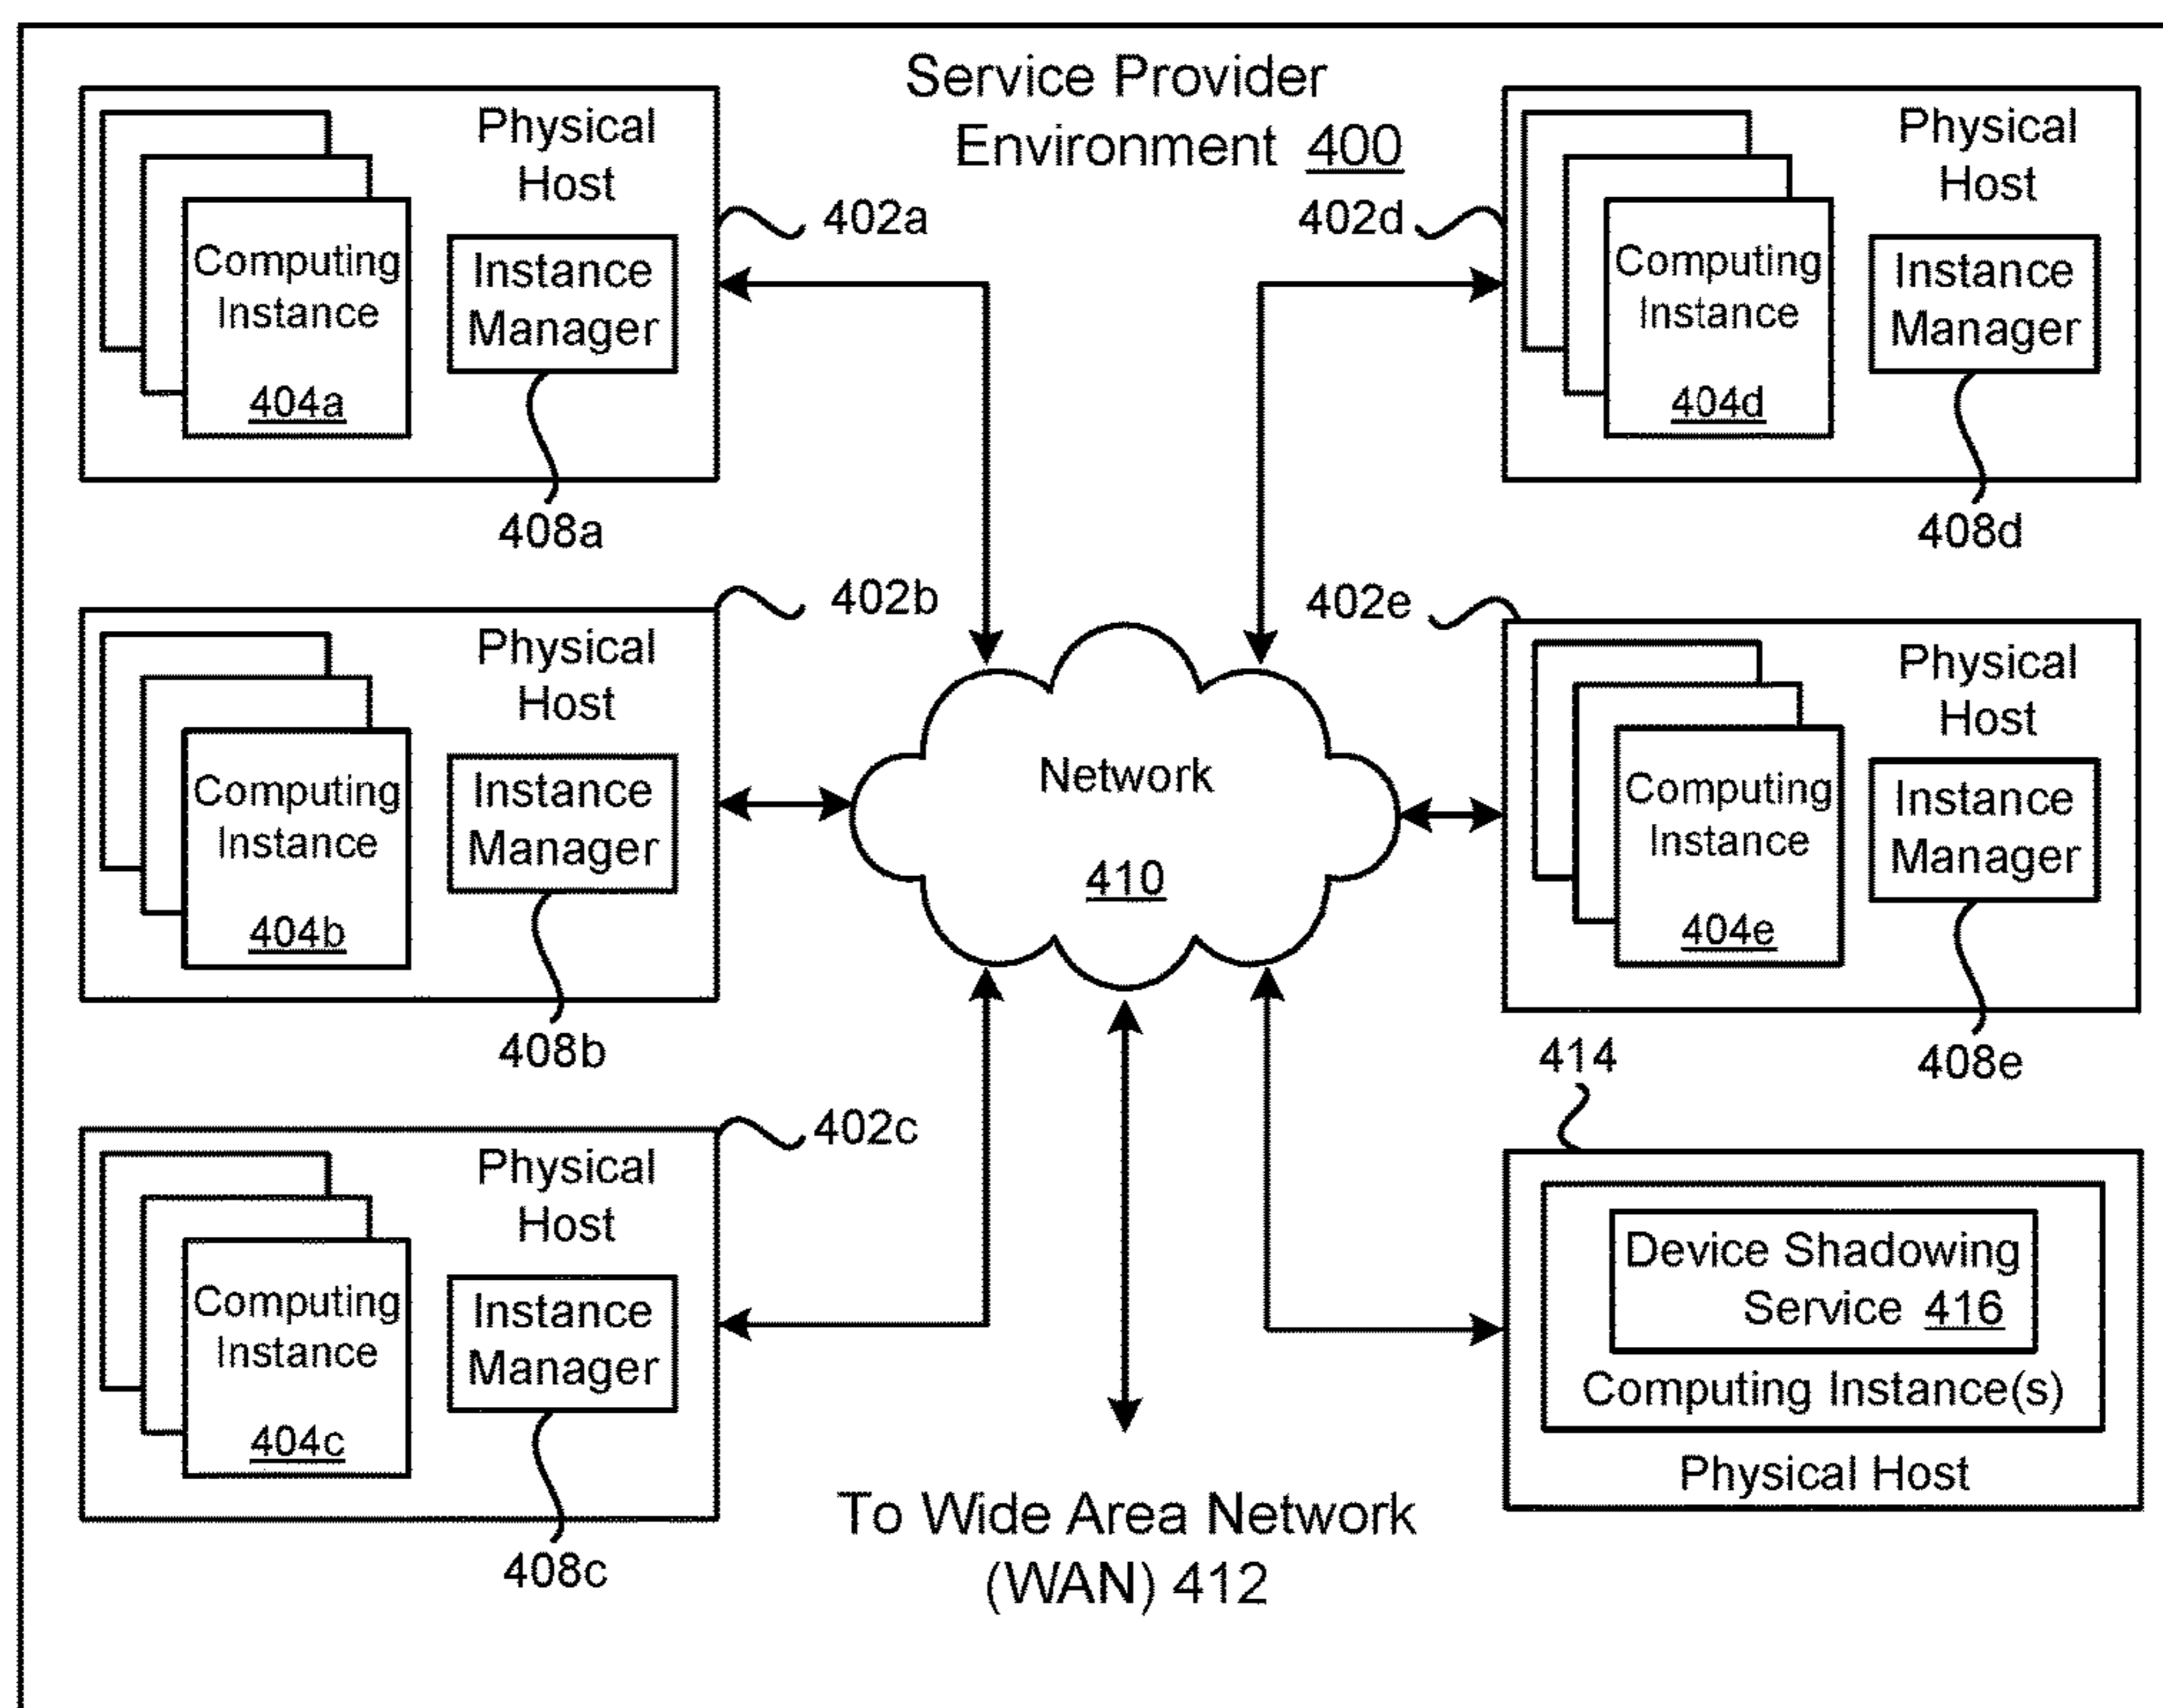 Service Provider
Environment 400
Physical
Host
402a
Computing
Instance
404a
Instance
Manager
408a
402d
Physical
Host
Computing
Instance
404d
Instance
Manager
408d
402b
Physical
Host
Computing
Instance
404b
Instance
Manager
408b
Network
410
402e
Physical
Host
Computing
Instance
404e
Instance
Manager
408e
402c
Physical
Host
Computing
Instance
404c
Instance
Manager
408c
414
Device Shadowing
Service 416
Computing Instance(s)
Physical Host
To Wide Area Network
(WAN) 412